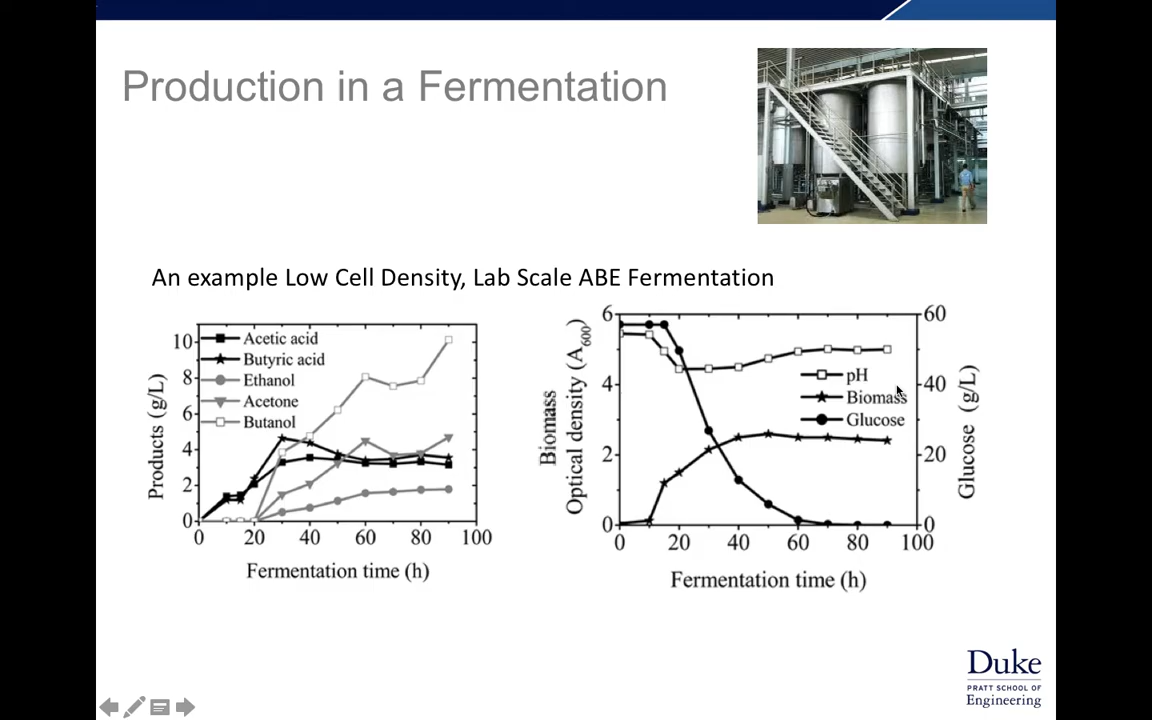 Production in a Fermentation
An example Low Cell Density, Lab Scale ABE Fermentation
Acetic acid
Butyric acid
Ethanol
Acetone
Butanol
Products (g/L)
10
8
6
4
2
0
0 20 40 60 80 100
Fermentation time (h)
Biomass
Optical density (A600)
6
4
2
0
pH
Biomass
Glucose
60
40
20
0
Glucose (g/L)
0 20 40 60 80 100
Fermentation time (h)
Duke
PRATT SCHOOL OF
Engineering